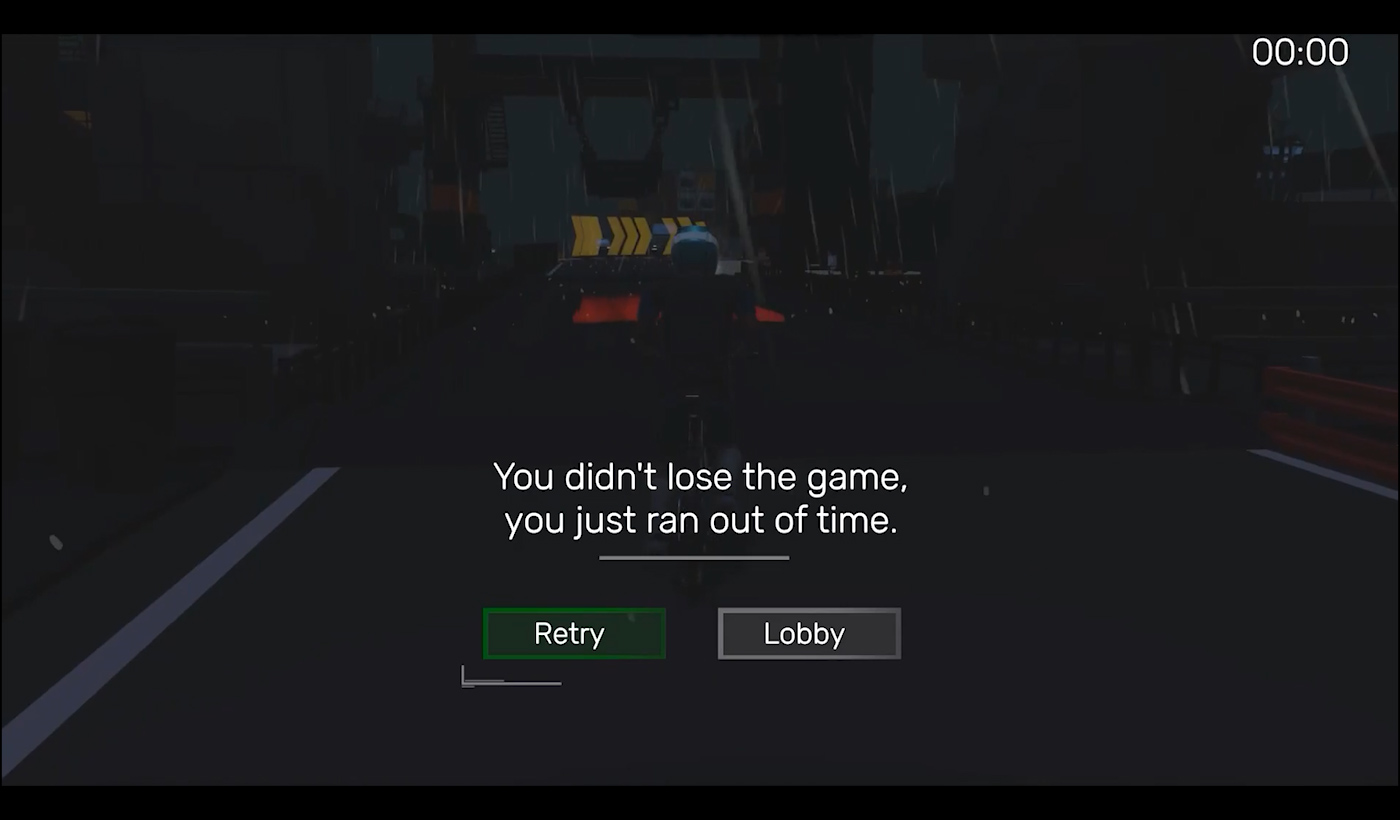 00:00
You didn't lose the game,
you just ran out of time.
Retry
Lobby